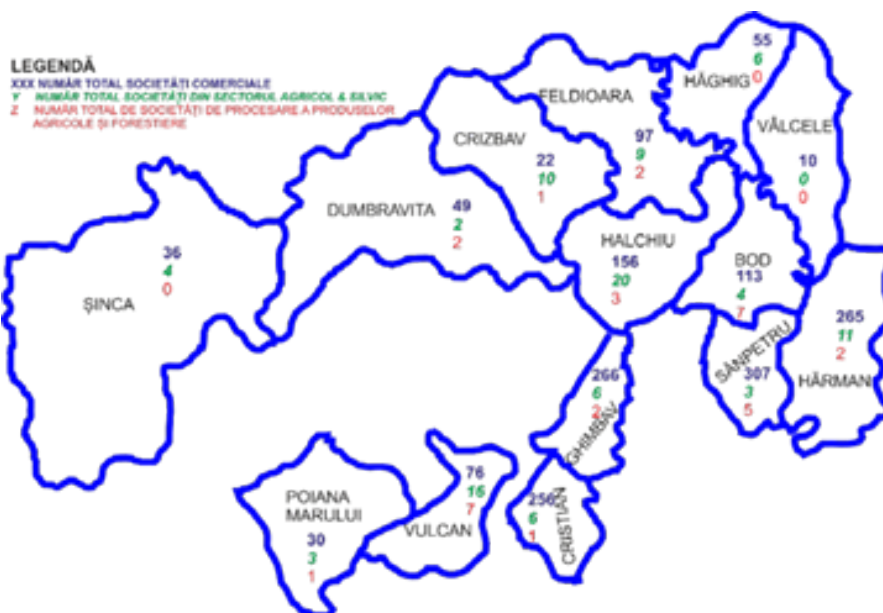 LEGENDĂ
XXX NUMĂR TOTAL SOCIETĂȚI COMERCIALE
Y NUMĂR TOTAL SOCIETĂȚI DIN SECTORUL AGRICOL & SILVIC
Z NUMĂR TOTAL DE SOCIETĂȚI DE PROCESARE A PRODUSELOR
AGRICOLE ȘI FORESTIERE
55
6
0
HĂGHIG
FELDIOARA
97
9
2
VÂLCELE
10
0
0
CRIZBAV
22
10
1
DUMBRAVITA
49
2
2
HALCHIU
156
20
3
BOD
113
4
7
ȘINCA
36
4
0
265
11
2
HĂRMAN
SÂNPETRU
307
3
5
266
6
2
GHIMBAV
256
6
1
CRISTIAN
76
16
7
VULCAN
POIANA
MARULUI
30
3
1